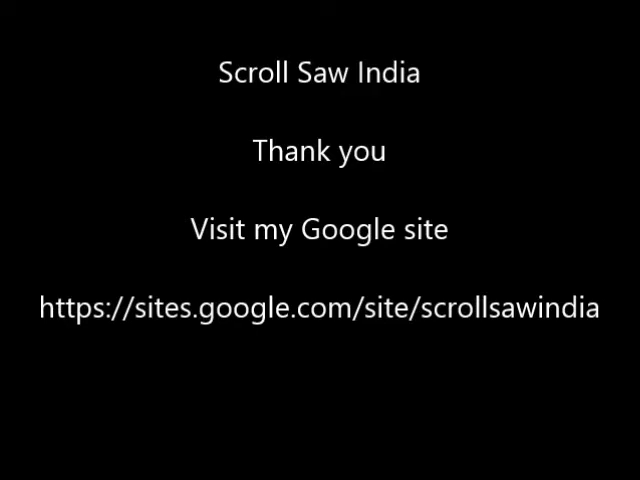 Scroll Saw India
Thank you
Visit my Google site
https://sites.google.com/site/scrollsawindia